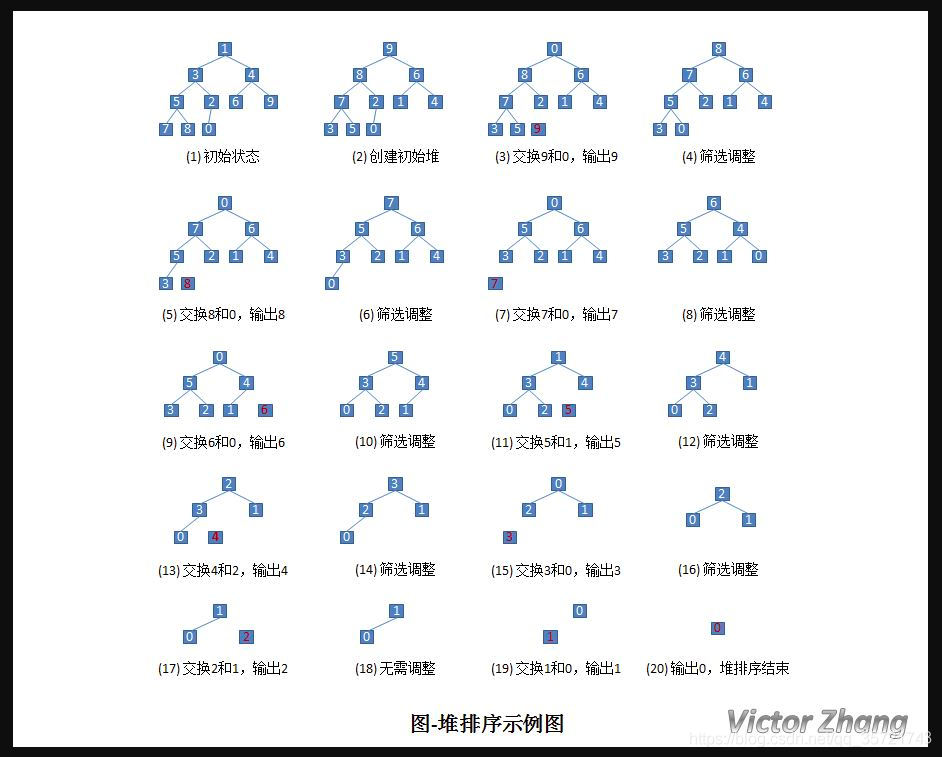 1
3 4
5 2 6 9
7 8 0
(1) 初始状态
9
8 6
7 2 1 4
3 5 0
(2) 创建初始堆
0
8 6
7 2 1 4
3 5 9
(3) 交换9和0，输出9
8
7 6
5 2 1 4
3 0
(4) 筛选调整
0
7 6
5 2 1 4
3 8
(5) 交换8和0，输出8
7
5 6
3 2 1 4
0
(6) 筛选调整
0
5 6
3 2 1 4
7
(7) 交换7和0，输出7
6
5 4
3 2 1 0
(8) 筛选调整
0
5 4
3 2 1 6
(9) 交换6和0，输出6
5
3 4
0 2 1
(10) 筛选调整
1
3 4
0 2 5
(11) 交换5和1，输出5
4
3 1
0 2
(12) 筛选调整
2
3 1
0 4
(13) 交换4和2，输出4
3
2 1
0
(14) 筛选调整
0
2 1
3
(15) 交换3和0，输出3
2
0 1
(16) 筛选调整
1
0 2
(17) 交换2和1，输出2
1
0
(18) 无需调整
0
1
(19) 交换1和0，输出1
0
(20) 输出0，堆排序结束
图-堆排序示例图
Victor Zhang